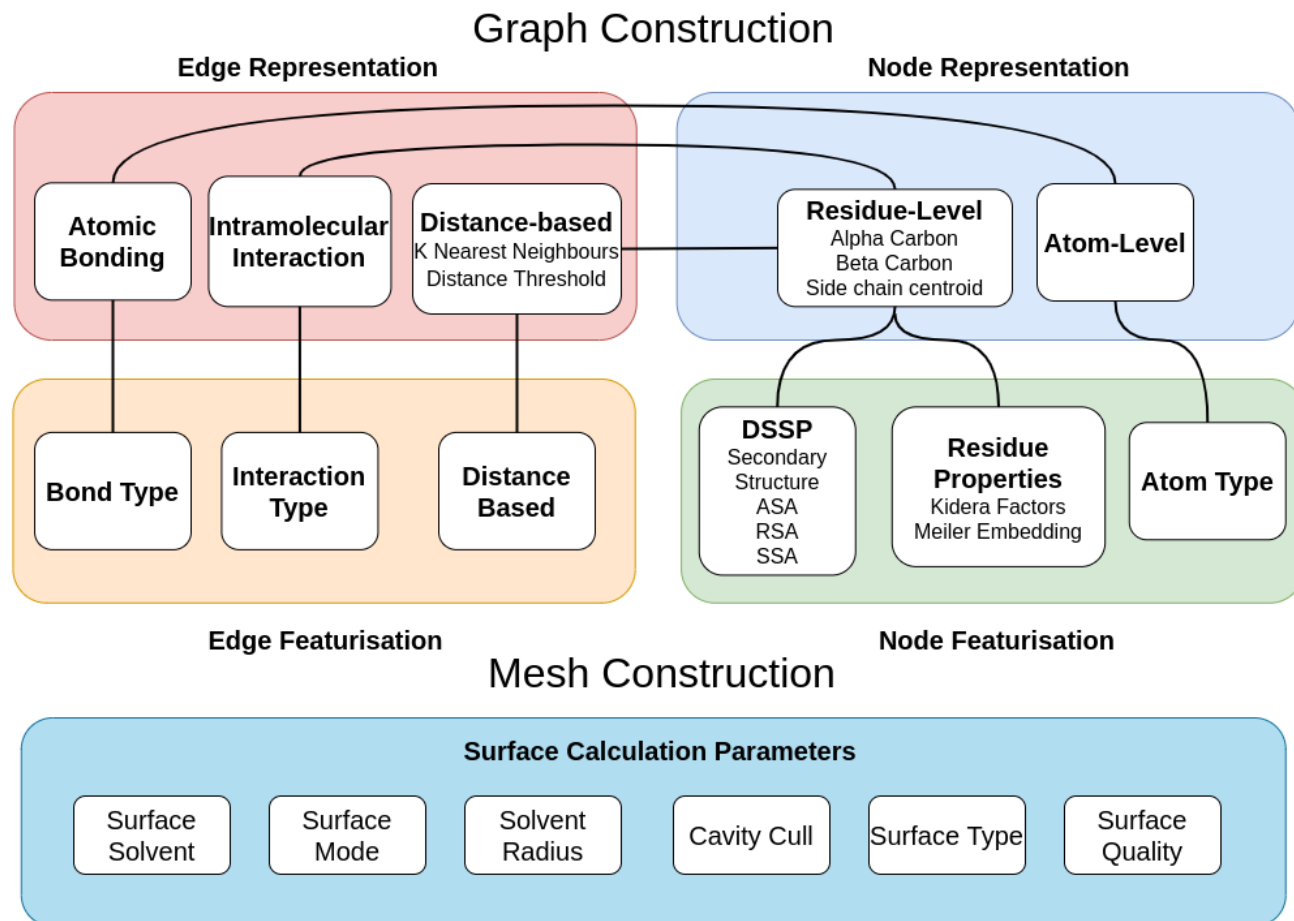 Graph Construction
Edge Representation
Node Representation
Atomic
Bonding
Intramolecular
Interaction
Distance-based
K Nearest Neighbours
Distance Threshold
Residue-Level
Alpha Carbon
Beta Carbon
Side chain centroid
Atom-Level
Bond Type
Interaction
Type
Distance
Based
DSSP
Secondary
Structure
ASA
RSA
SSA
Residue
Properties
Kidera Factors
Meiler Embedding
Atom Type
Edge Featurisation
Node Featurisation
Mesh Construction
Surface Calculation Parameters
Surface
Solvent
Surface
Mode
Solvent
Radius
Cavity Cull
Surface Type
Surface
Quality